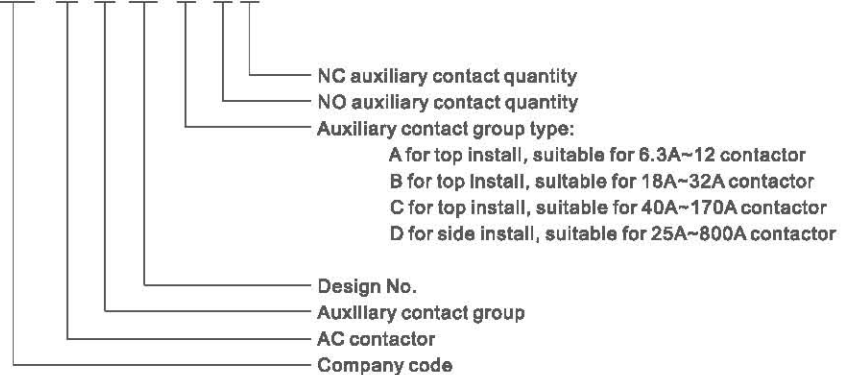 NC auxiliary contact quantity
NO auxiliary contact quantity
Auxiliary contact group type:
A for top install, suitable for 6.3A~12 contactor
B for top install, suitable for 18A~32A contactor
C for top install, suitable for 40A~170A contactor
D for side install, suitable for 25A~800A contactor
Design No.
Auxiliary contact group
AC contactor
Company code